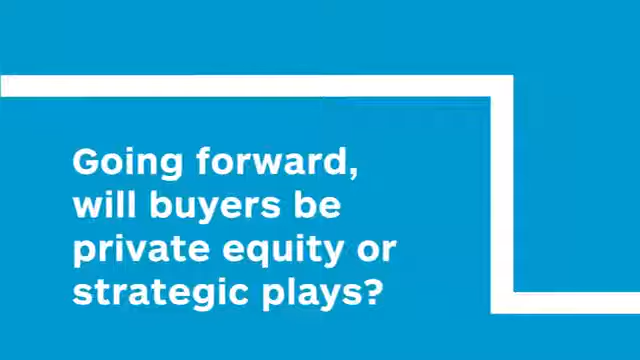 Going forward,
will buyers be
private equity or
strategic plays?